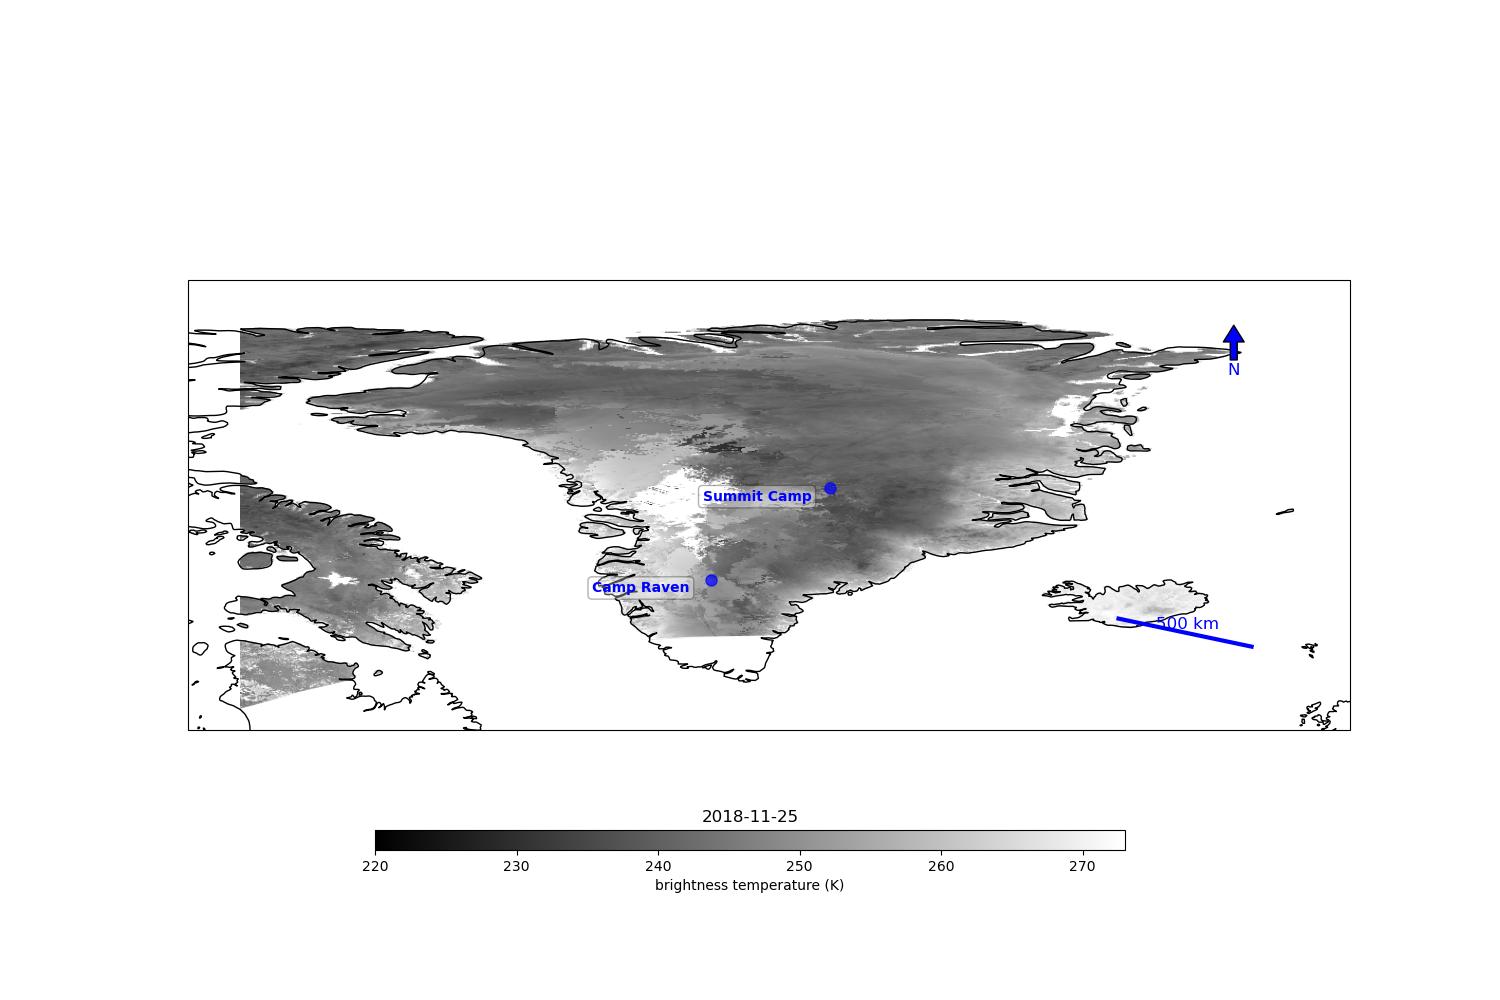 N
Summit Camp
Camp Raven
500 km
2018-11-25
220 230 240 250 260 270
brightness temperature (K)